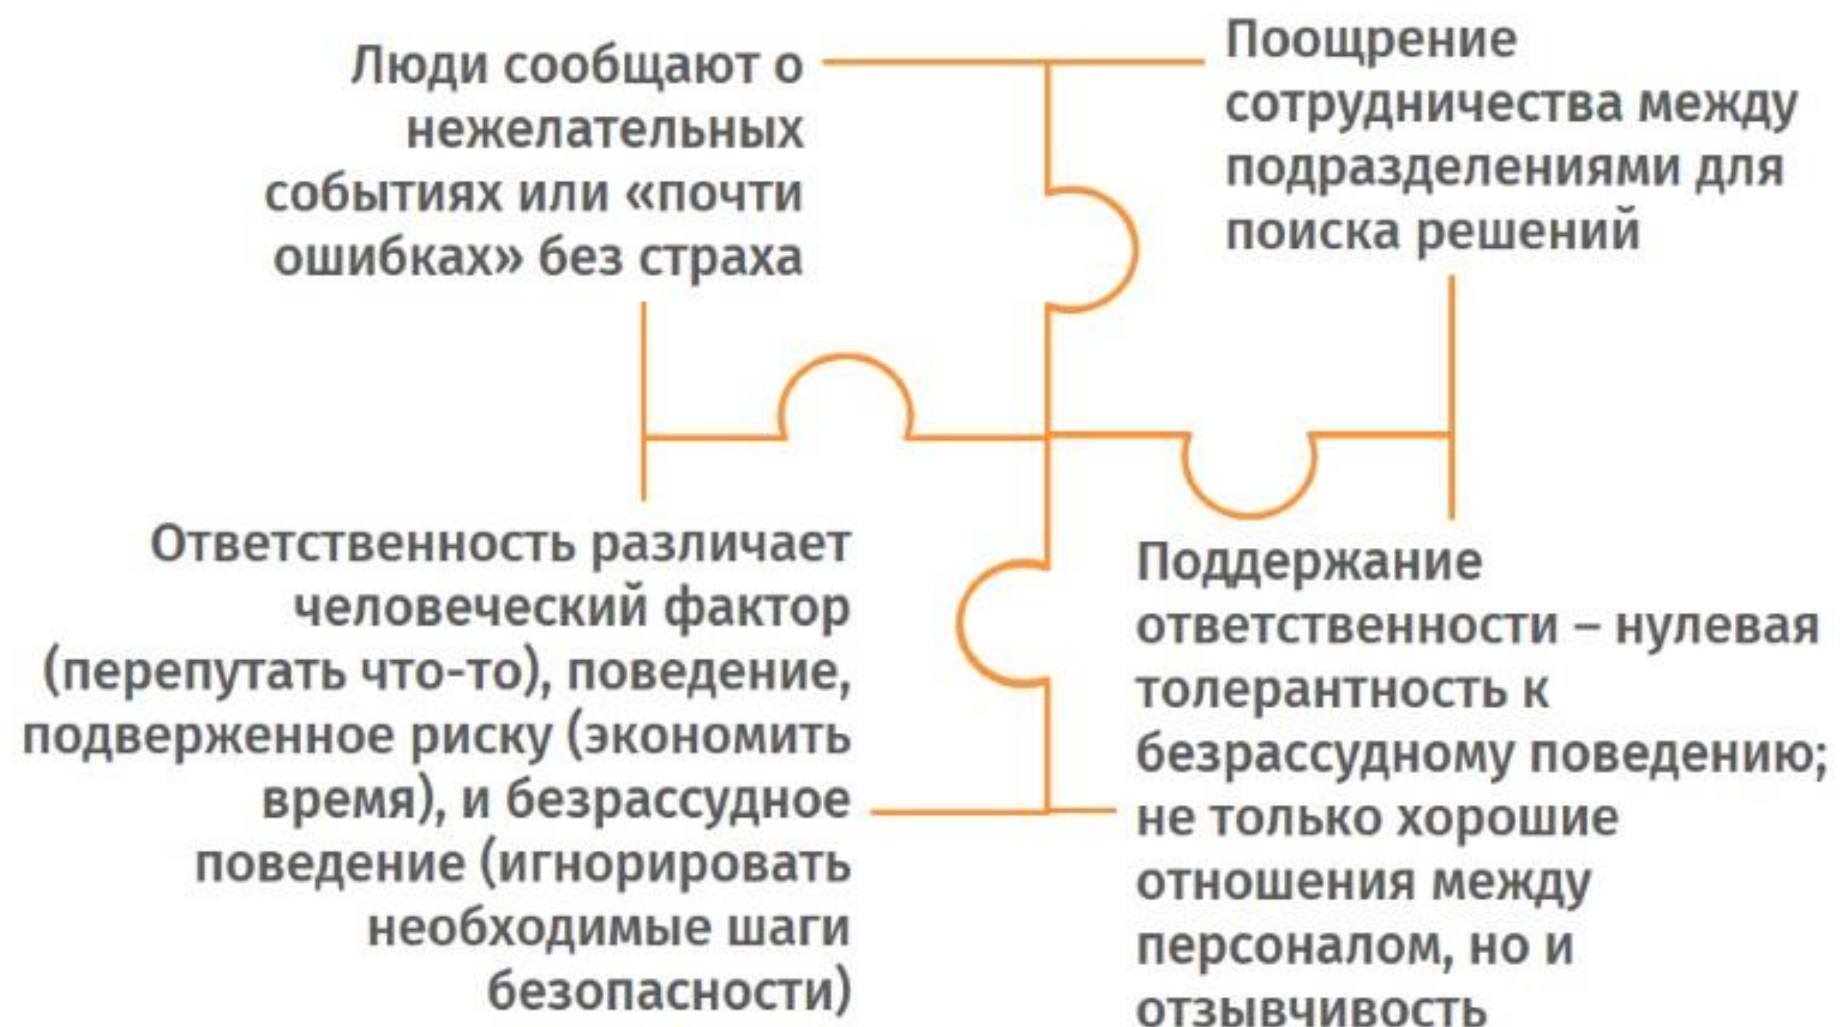 Люди сообщают о
нежелательных
событиях или «почти
ошибках» без страха
Поощрение
сотрудничества между
подразделениями для
поиска решений
Ответственность различает
человеческий фактор
(перепутать что-то), поведение,
подверженное риску (экономить
время), и безрассудное
поведение (игнорировать
необходимые шаги
безопасности)
Поддержание
ответственности – нулевая
толерантность к
безрассудному поведению;
не только хорошие
отношения между
персоналом, но и
отзывчивость